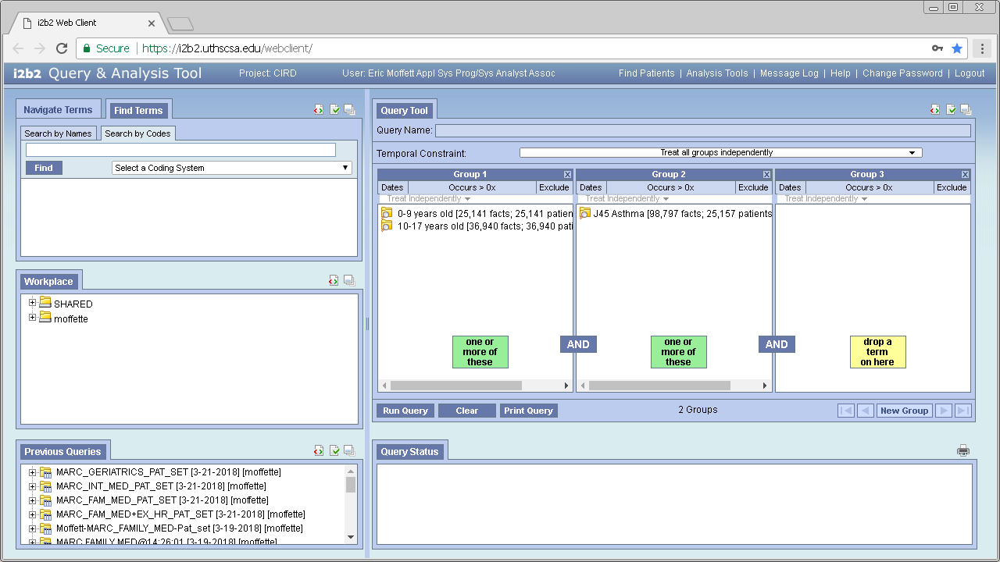 i2b2 Web Client
Secure
https://i2b2.uthscsa.edu/webclient/
i2b2 Query & Analysis Tool
Project: CIRD
User: Eric Moffett Appl Sys Prog/Sys Analyst Assoc
Find Patients | Analysis Tools | Message Log | Help | Change Password | Logout
Navigate Terms
Find Terms
Search by Names
Search by Codes
Find
Select a Coding System
Workplace
SHARED
moffette
Previous Queries
MARC_GERIATRICS_PAT_SET [3-21-2018] [moffette]
MARC_INT_MED_PAT_SET [3-21-2018] [moffette]
MARC_FAM_MED_PAT_SET [3-21-2018] [moffette]
MARC_FAM_MED+EX_HR_PAT_SET [3-21-2018] [moffette]
Moffett-MARC_FAMILY_MED-Pat_set [3-19-2018] [moffette]
MARC FAMILY MED@14:26:01 [3-19-2018] [moffette]
Query Tool
Query Name:
Temporal Constraint:
Treat all groups independently
Group 1
Dates
Occurs > 0x
Exclude
Treat Independently
0-9 years old [25,141 facts; 25,141 patien
10-17 years old [36,940 facts; 36,940 pati
one or
more of
these
AND
Group 2
Dates
Occurs > 0x
Exclude
Treat Independently
J45 Asthma [98,797 facts; 25,157 patients
one or
more of
these
AND
Group 3
Dates
Occurs > 0x
Exclude
Treat Independently
drop a
term
on here
Run Query
Clear
Print Query
2 Groups
New Group
Query Status